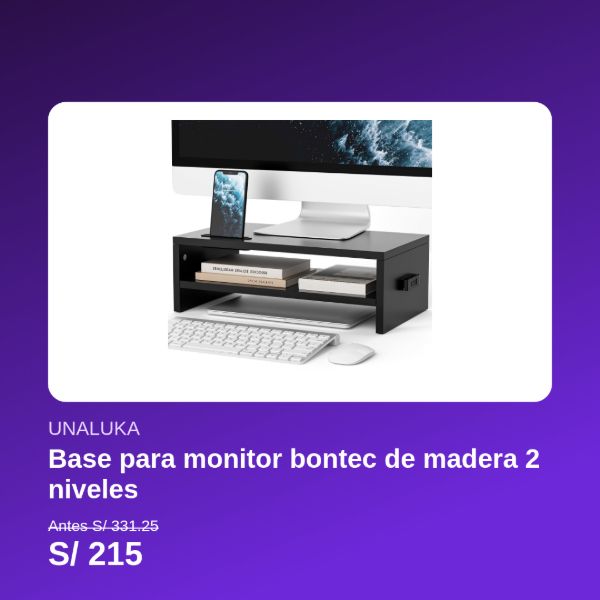 UNALUKA
Base para monitor bontec de madera 2
niveles
Antes S/ 331.25
S/ 215